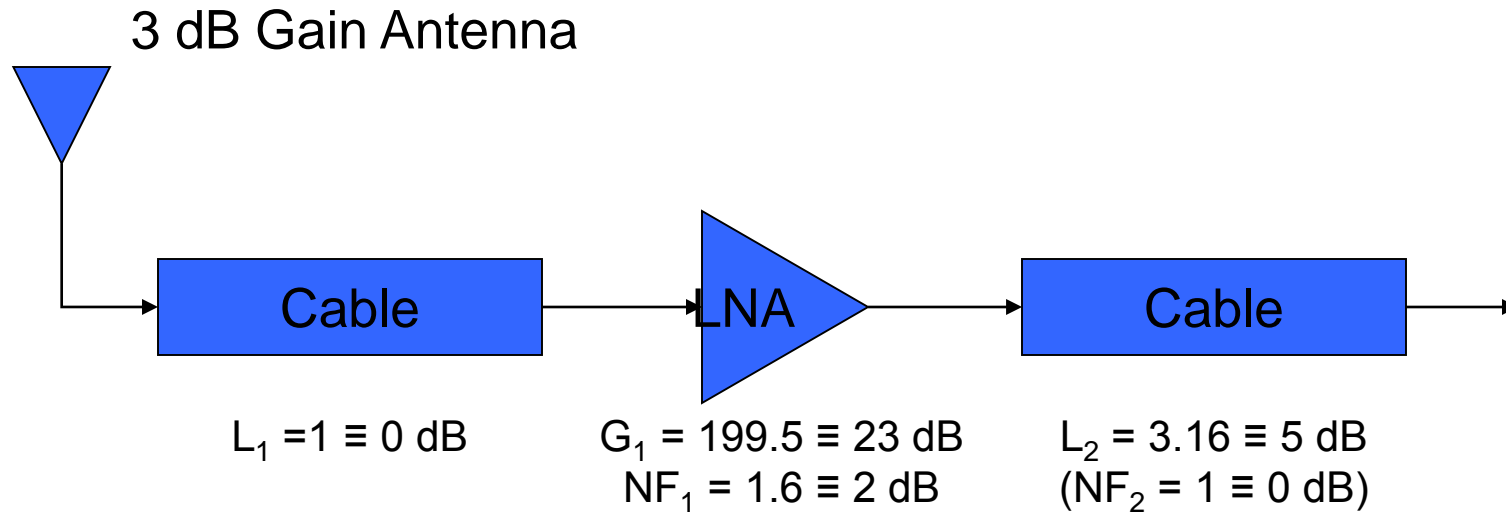 3 dB Gain Antenna
Cable
LNA
Cable
L₁ =1 ≡ 0 dB
G₁ = 199.5 ≡ 23 dB
NF₁ = 1.6 ≡ 2 dB
L₂ = 3.16 ≡ 5 dB
(NF₂ = 1 ≡ 0 dB)